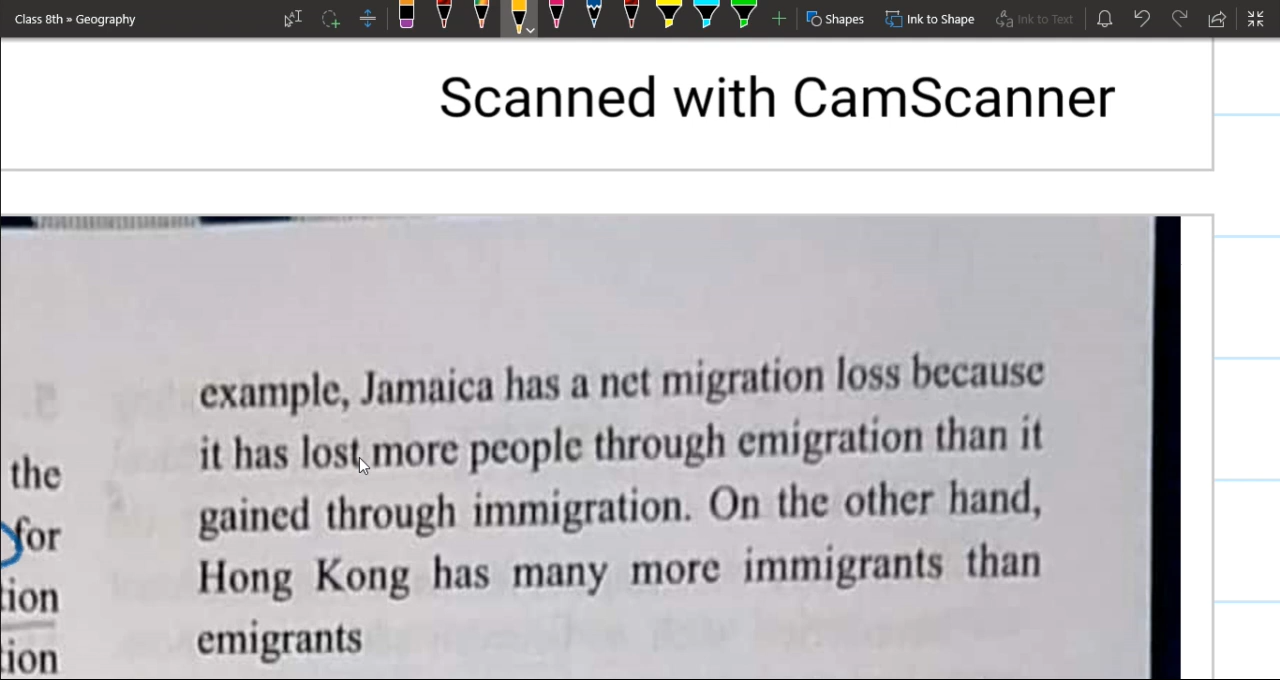 Class 8th » Geography
Shapes
Ink to Shape
Ink to Text
Scanned with CamScanner
example, Jamaica has a net migration loss because
it has lost more people through emigration than it
gained through immigration. On the other hand,
Hong Kong has many more immigrants than
emigrants
the
for
tion
ion